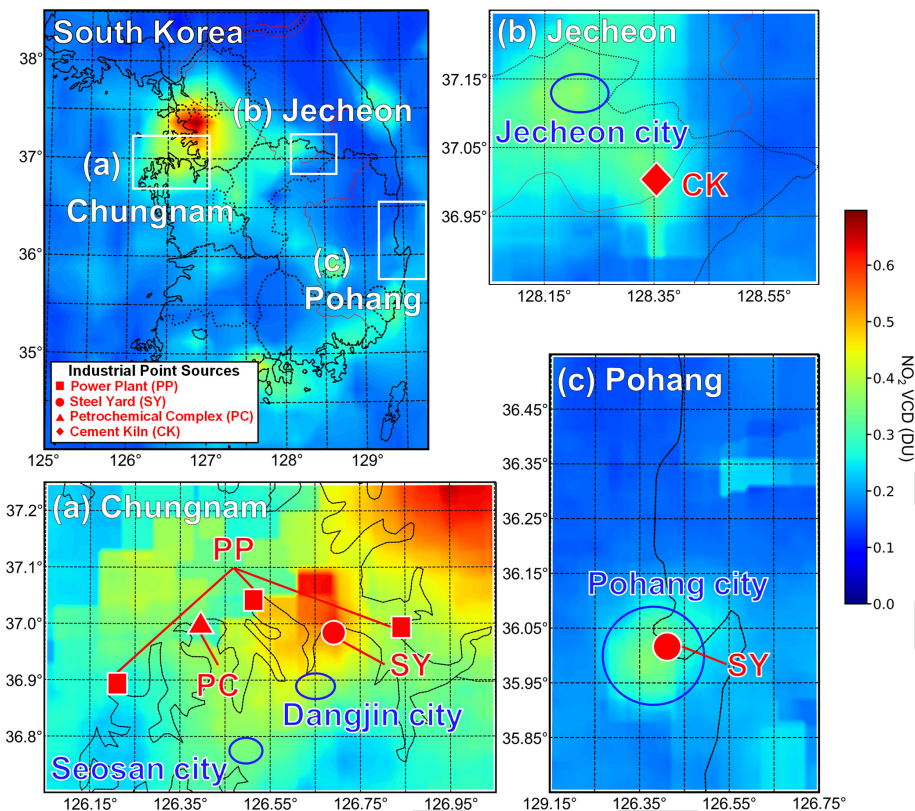 South Korea
38°
37°
36°
35°
125°
126°
127°
128°
129°
(a)
Chungnam
(b) Jecheon
(c)
Pohang
Industrial Point Sources
Power Plant (PP)
Steel Yard (SY)
Petrochemical Complex (PC)
Cement Kiln (CK)
(b) Jecheon
37.15°
37.05°
36.95°
128.15°
128.35°
128.55°
Jecheon city
CK
(a) Chungnam
37.2°
37.1°
37.0°
36.9°
36.8°
126.15°
126.35°
126.55°
126.75°
126.95°
PP
PC
SY
Dangjin city
Seosan city
(c) Pohang
36.45°
36.35°
36.25°
36.15°
36.05°
35.95°
35.85°
129.15°
126.35°
126.45°
126.55°
126.75°
Pohang city
SY
0.6
0.5
0.4
0.3
0.2
0.1
0.0
NO₂ VCD (DU)